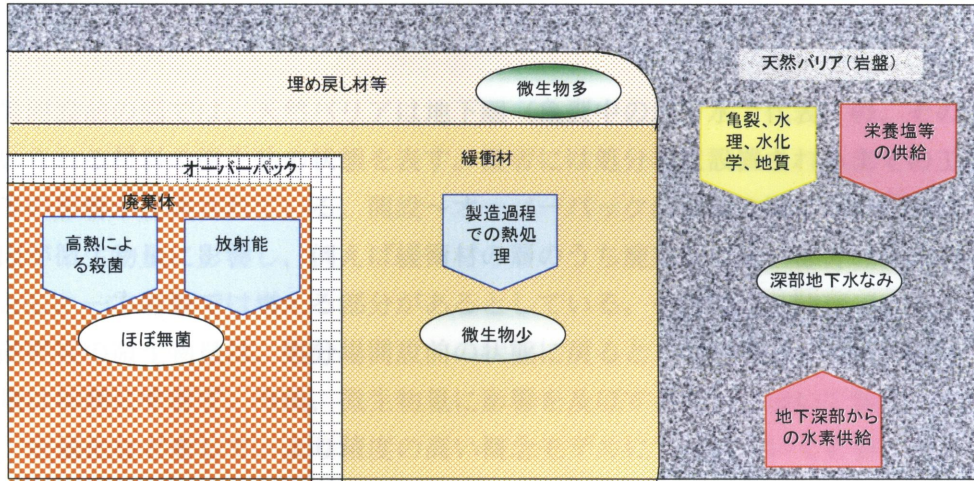 天然バリア(岩盤)
埋め戻し材等
微生物多
亀裂、水
理、水化
学、地質
栄養塩等
の供給
緩衝材
オーバーパック
廃棄体
高熱によ
る殺菌
放射能
製造過程
での熱処
理
深部地下水なみ
ほぼ無菌
微生物少
地下深部から
の水素供給